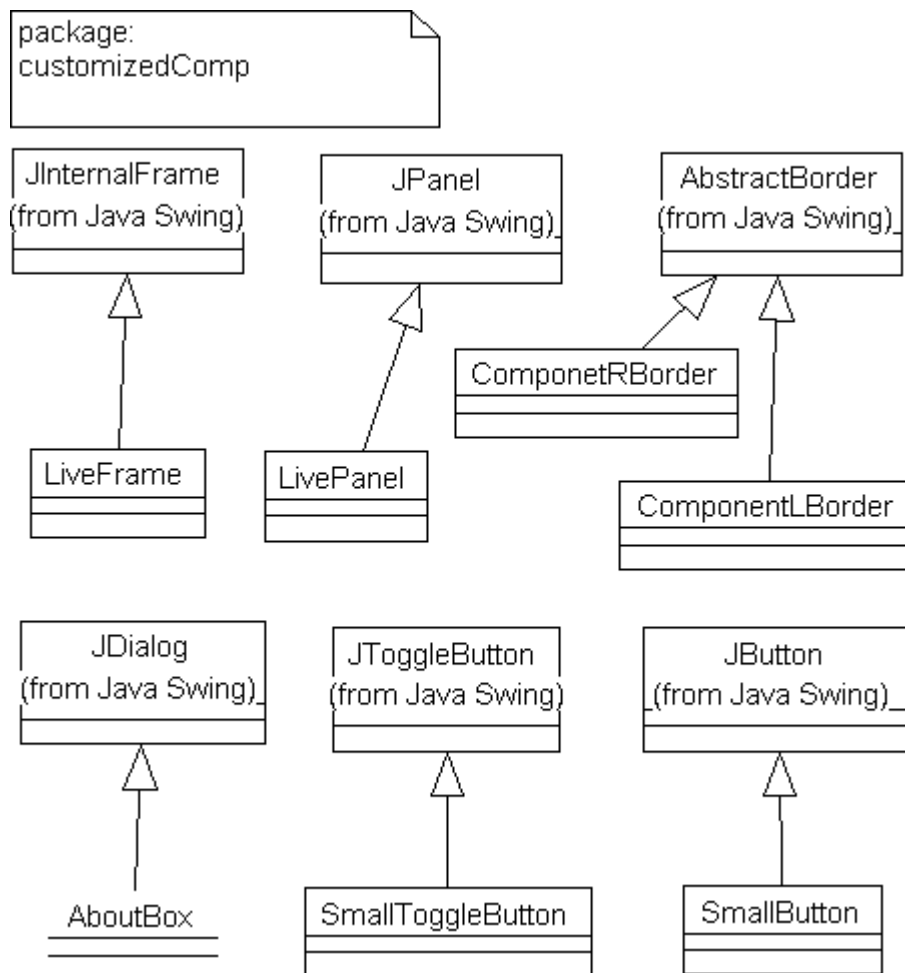 package:
customizedComp
JInternalFrame
(from Java Swing)
JPanel
(from Java Swing)
AbstractBorder
(from Java Swing)
ComponetRBorder
LiveFrame
LivePanel
ComponentLBorder
JDialog
(from Java Swing)
JToggleButton
(from Java Swing)
JButton
(from Java Swing)
AboutBox
SmallToggleButton
SmallButton